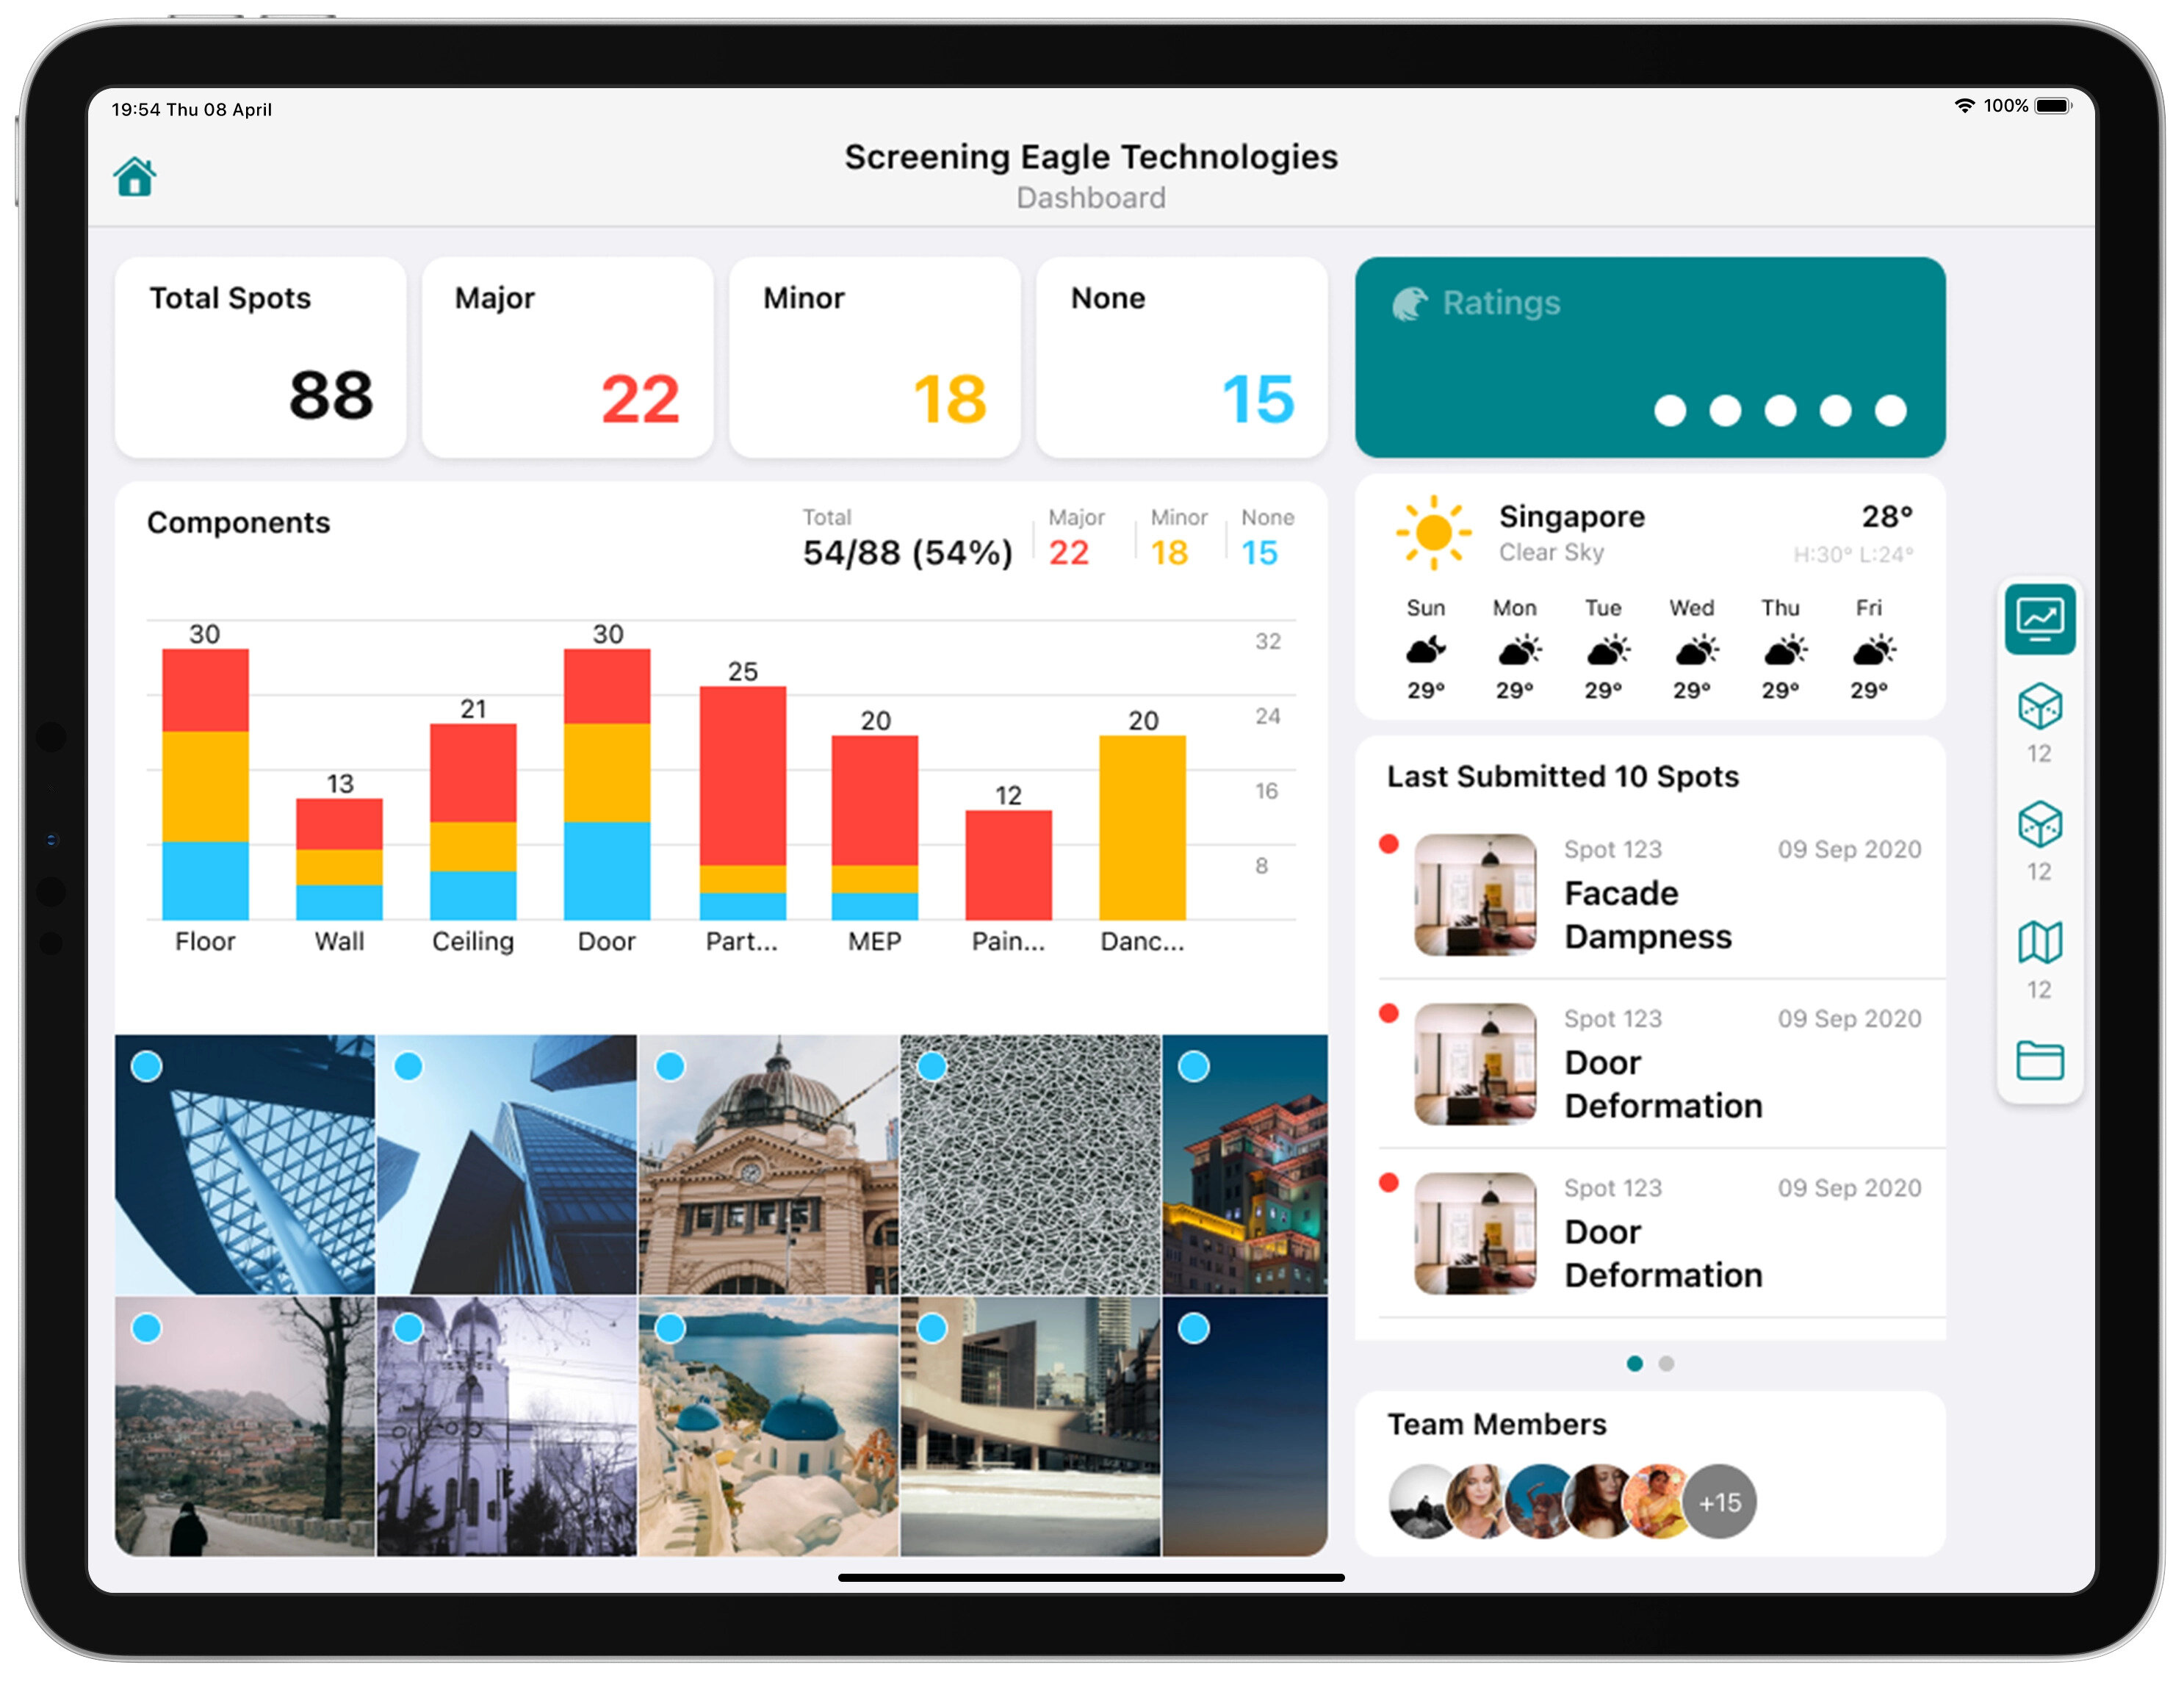 19:54 Thu 08 April
100%
Screening Eagle Technologies
Dashboard
Total Spots
88
Major
22
Minor
18
None
15
Ratings
Components
Total
54/88 (54%)
Major
22
Minor
18
None
15
30
13
21
30
25
20
12
20
32
24
16
8
Floor
Wall
Ceiling
Door
Part...
MEP
Pain...
Danc...
Singapore
Clear Sky
28°
H:30° L:24°
Sun Mon Tue Wed Thu Fri
29° 29° 29° 29° 29° 29°
Last Submitted 10 Spots
Spot 123 09 Sep 2020
Facade
Dampness
Spot 123 09 Sep 2020
Door
Deformation
Spot 123 09 Sep 2020
Door
Deformation
Team Members
+15
12
12
12